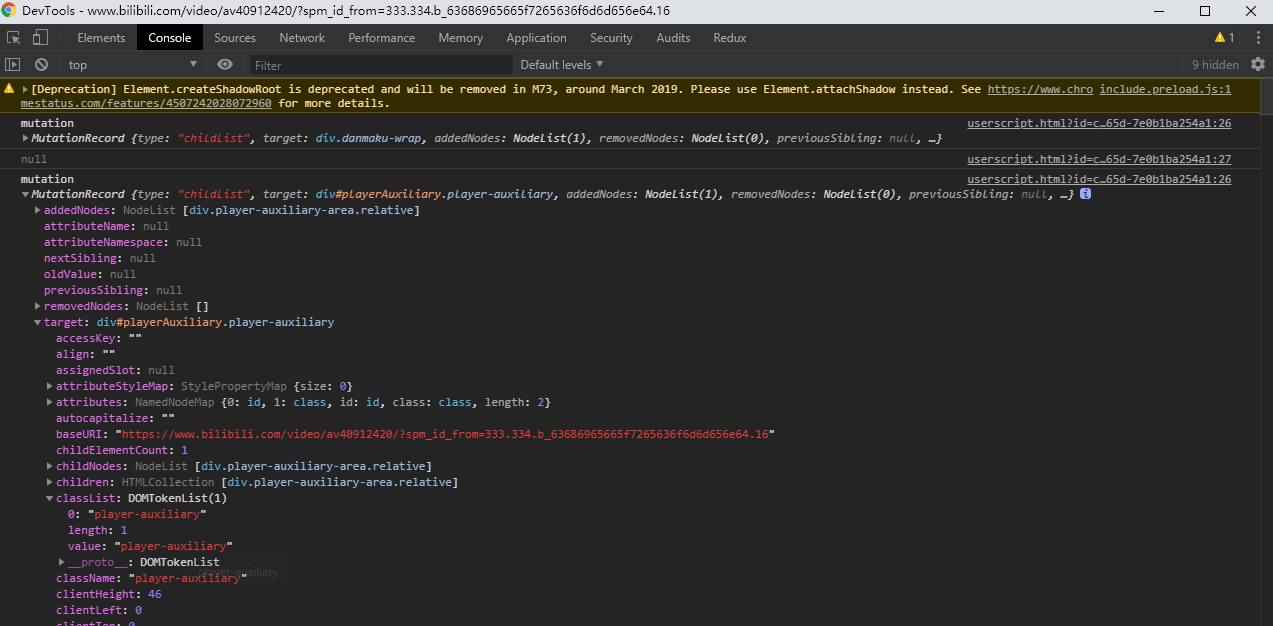 DevTools - www.bilibili.com/video/av40912420/?spm_id_from=333.334.b_63686965665f7265636f6d6d656e64.16
Elements Console Sources Network Performance Memory Application Security Audits Redux 1
top Filter Default levels 9 hidden
[Deprecation] Element.createShadowRoot is deprecated and will be removed in M73, around March 2019. Please use Element.attachShadow instead. See https://www.chro include.preload.js:1
mestatus.com/features/4507242028072960 for more details.
mutation userscript.html?id=c…65d-7e0b1ba254a1:26
MutationRecord {type: "childList", target: div.danmaku-wrap, addedNodes: NodeList(1), removedNodes: NodeList(0), previousSibling: null, …}
null userscript.html?id=c…65d-7e0b1ba254a1:27
mutation userscript.html?id=c…65d-7e0b1ba254a1:26
MutationRecord {type: "childList", target: div#playerAuxiliary.player-auxiliary, addedNodes: NodeList(1), removedNodes: NodeList(0), previousSibling: null, …} i
addedNodes: NodeList [div.player-auxiliary-area.relative]
attributeName: null
attributeNamespace: null
nextSibling: null
oldValue: null
previousSibling: null
removedNodes: NodeList []
target: div#playerAuxiliary.player-auxiliary
accessKey: ""
align: ""
assignedSlot: null
attributeStyleMap: StylePropertyMap {size: 0}
attributes: NamedNodeMap {0: id, 1: class, id: id, class: class, length: 2}
autocapitalize: ""
baseURI: "https://www.bilibili.com/video/av40912420/?spm_id_from=333.334.b_63686965665f7265636f6d6d656e64.16"
childElementCount: 1
childNodes: NodeList [div.player-auxiliary-area.relative]
children: HTMLCollection [div.player-auxiliary-area.relative]
classList: DOMTokenList(1)
0: "player-auxiliary"
length: 1
value: "player-auxiliary"
__proto__: DOMTokenList
player-auxiliary
className: "player-auxiliary"
clientHeight: 46
clientLeft: 0
clientTop: 0